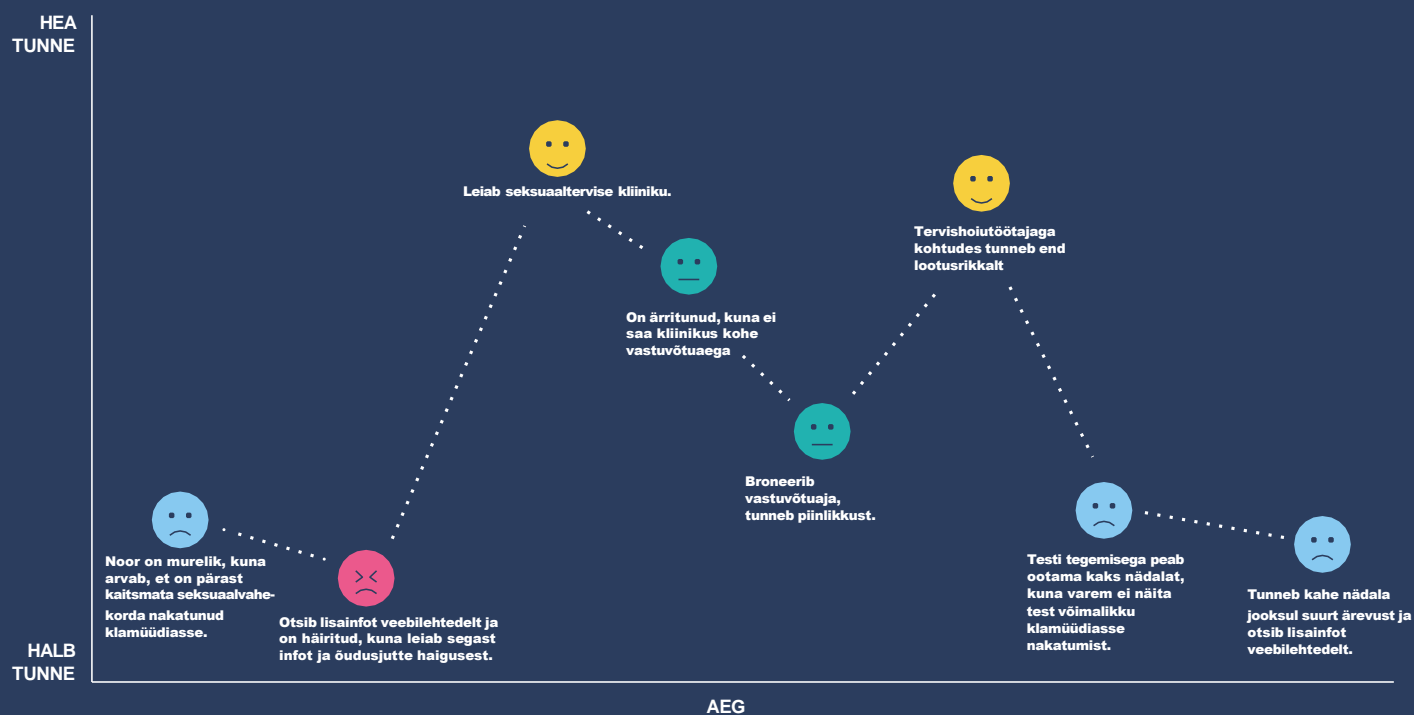 HEA
TUNNE
Leiab seksuaaltervise kliiniku.
Tervishoiutöötajaga
kohtudes tunneb end
lootusrikkalt
On ärritunud, kuna ei
saa kliinikus kohe
vastuvõtuaega
Broneerib
vastuvõtuaja,
tunneb piinlikkust.
Noor on murelik, kuna
arvab, et on pärast
kaitsmata seksuaalvahe-
korda nakatunud
klamüüdiasse.
Otsib lisainfot veebilehtedelt ja
on häiritud, kuna leiab segast
infot ja õudusjutte haigusest.
Testi tegemisega peab
ootama kaks nädalat,
kuna varem ei näita
test võimalikku
klamüüdiasse
nakatumist.
Tunneb kahe nädala
jooksul suurt ärevust ja
otsib lisainfot
veebilehtedelt.
HALB
TUNNE
AEG